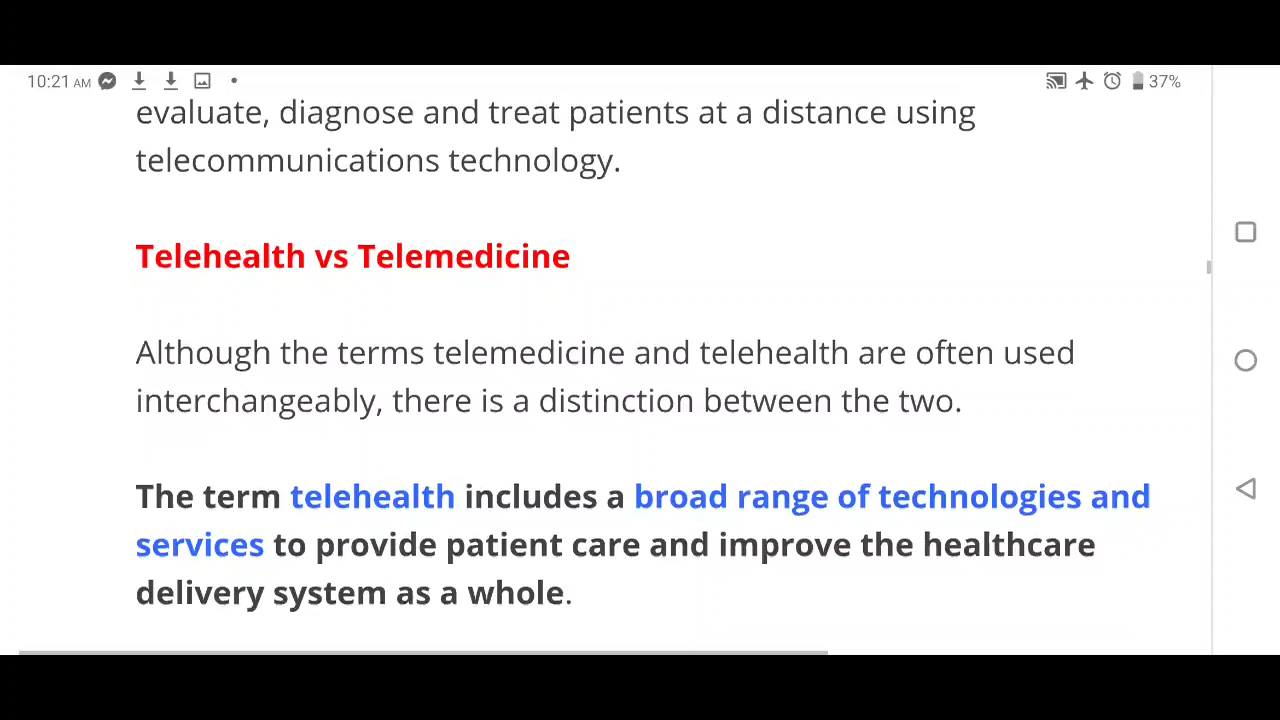 10:21 AM
37%
evaluate, diagnose and treat patients at a distance using
telecommunications technology.
Telehealth vs Telemedicine
Although the terms telemedicine and telehealth are often used
interchangeably, there is a distinction between the two.
The term telehealth includes a broad range of technologies and
services to provide patient care and improve the healthcare
delivery system as a whole.